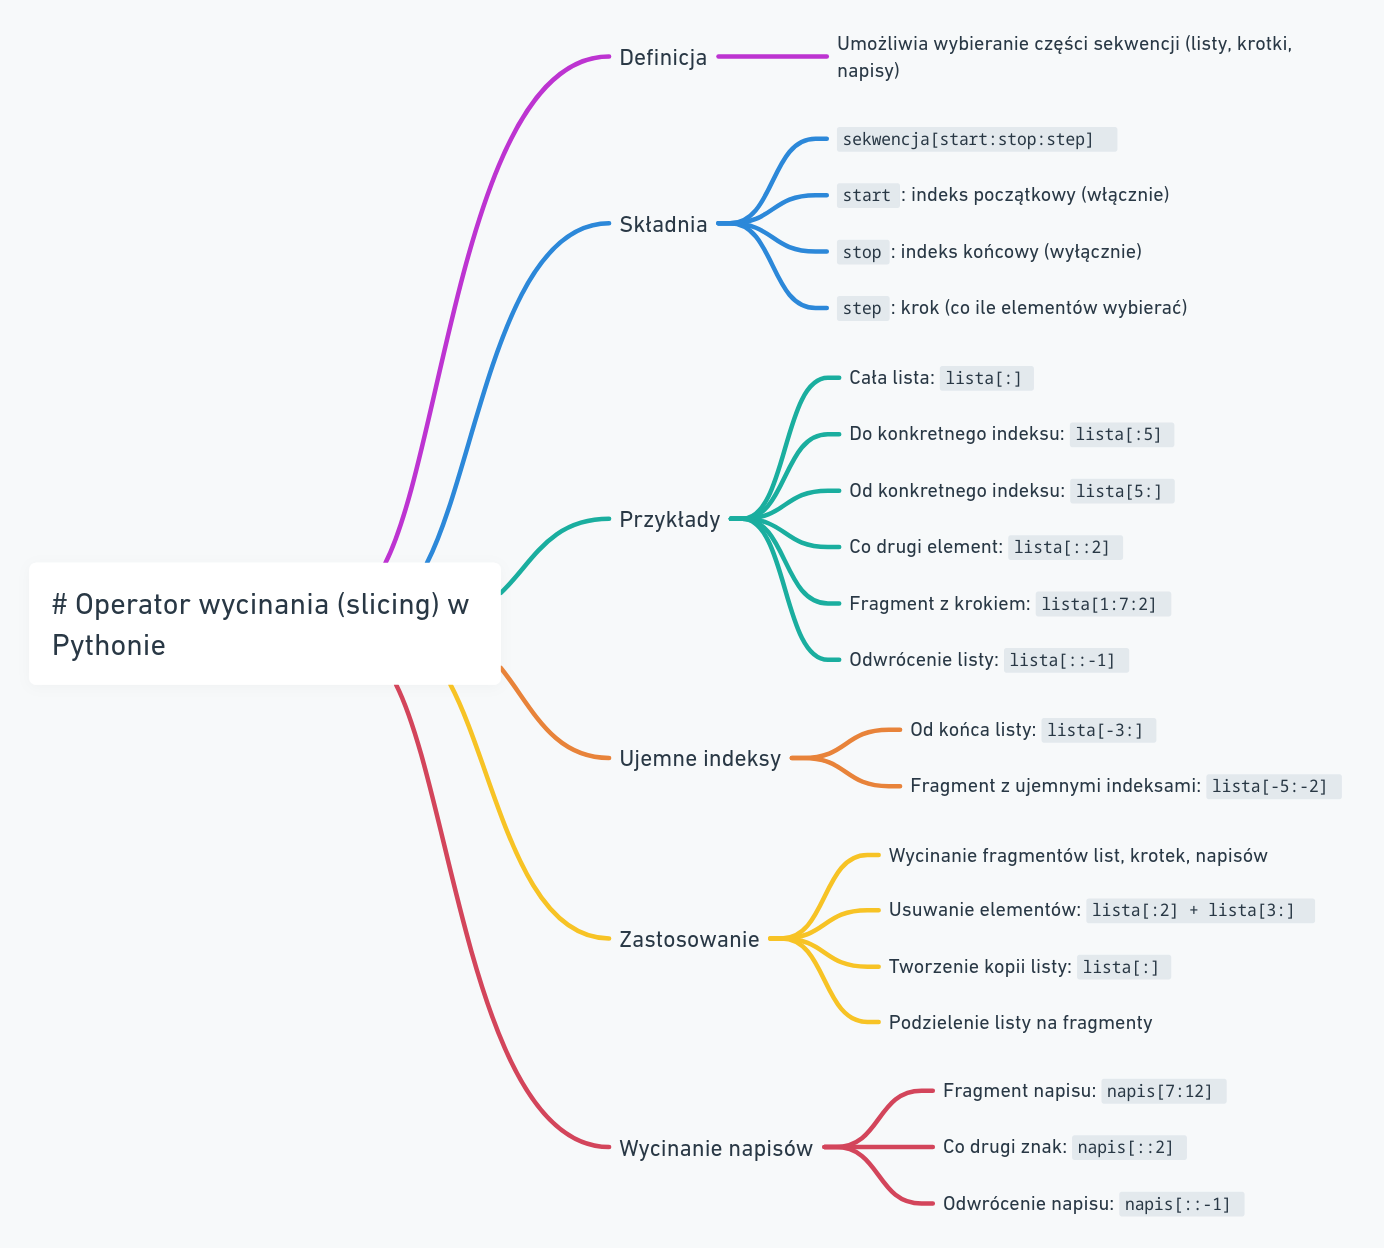 # Operator wycinania (slicing) w
Pythonie
Definicja
Umożliwia wybieranie części sekwencji (listy, krotki,
napisy)
Składnia
sekwencja[start:stop:step]
start : indeks początkowy (włącznie)
stop : indeks końcowy (wyłącznie)
step : krok (co ile elementów wybierać)
Przykłady
Cała lista: lista[:]
Do konkretnego indeksu: lista[:5]
Od konkretnego indeksu: lista[5:]
Co drugi element: lista[::2]
Fragment z krokiem: lista[1:7:2]
Odwrócenie listy: lista[::-1]
Ujemne indeksy
Od końca listy: lista[-3:]
Fragment z ujemnymi indeksami: lista[-5:-2]
Zastosowanie
Wycinanie fragmentów list, krotek, napisów
Usuwanie elementów: lista[:2] + lista[3:]
Tworzenie kopii listy: lista[:]
Podzielenie listy na fragmenty
Wycinanie napisów
Fragment napisu: napis[7:12]
Co drugi znak: napis[::2]
Odwrócenie napisu: napis[::-1]